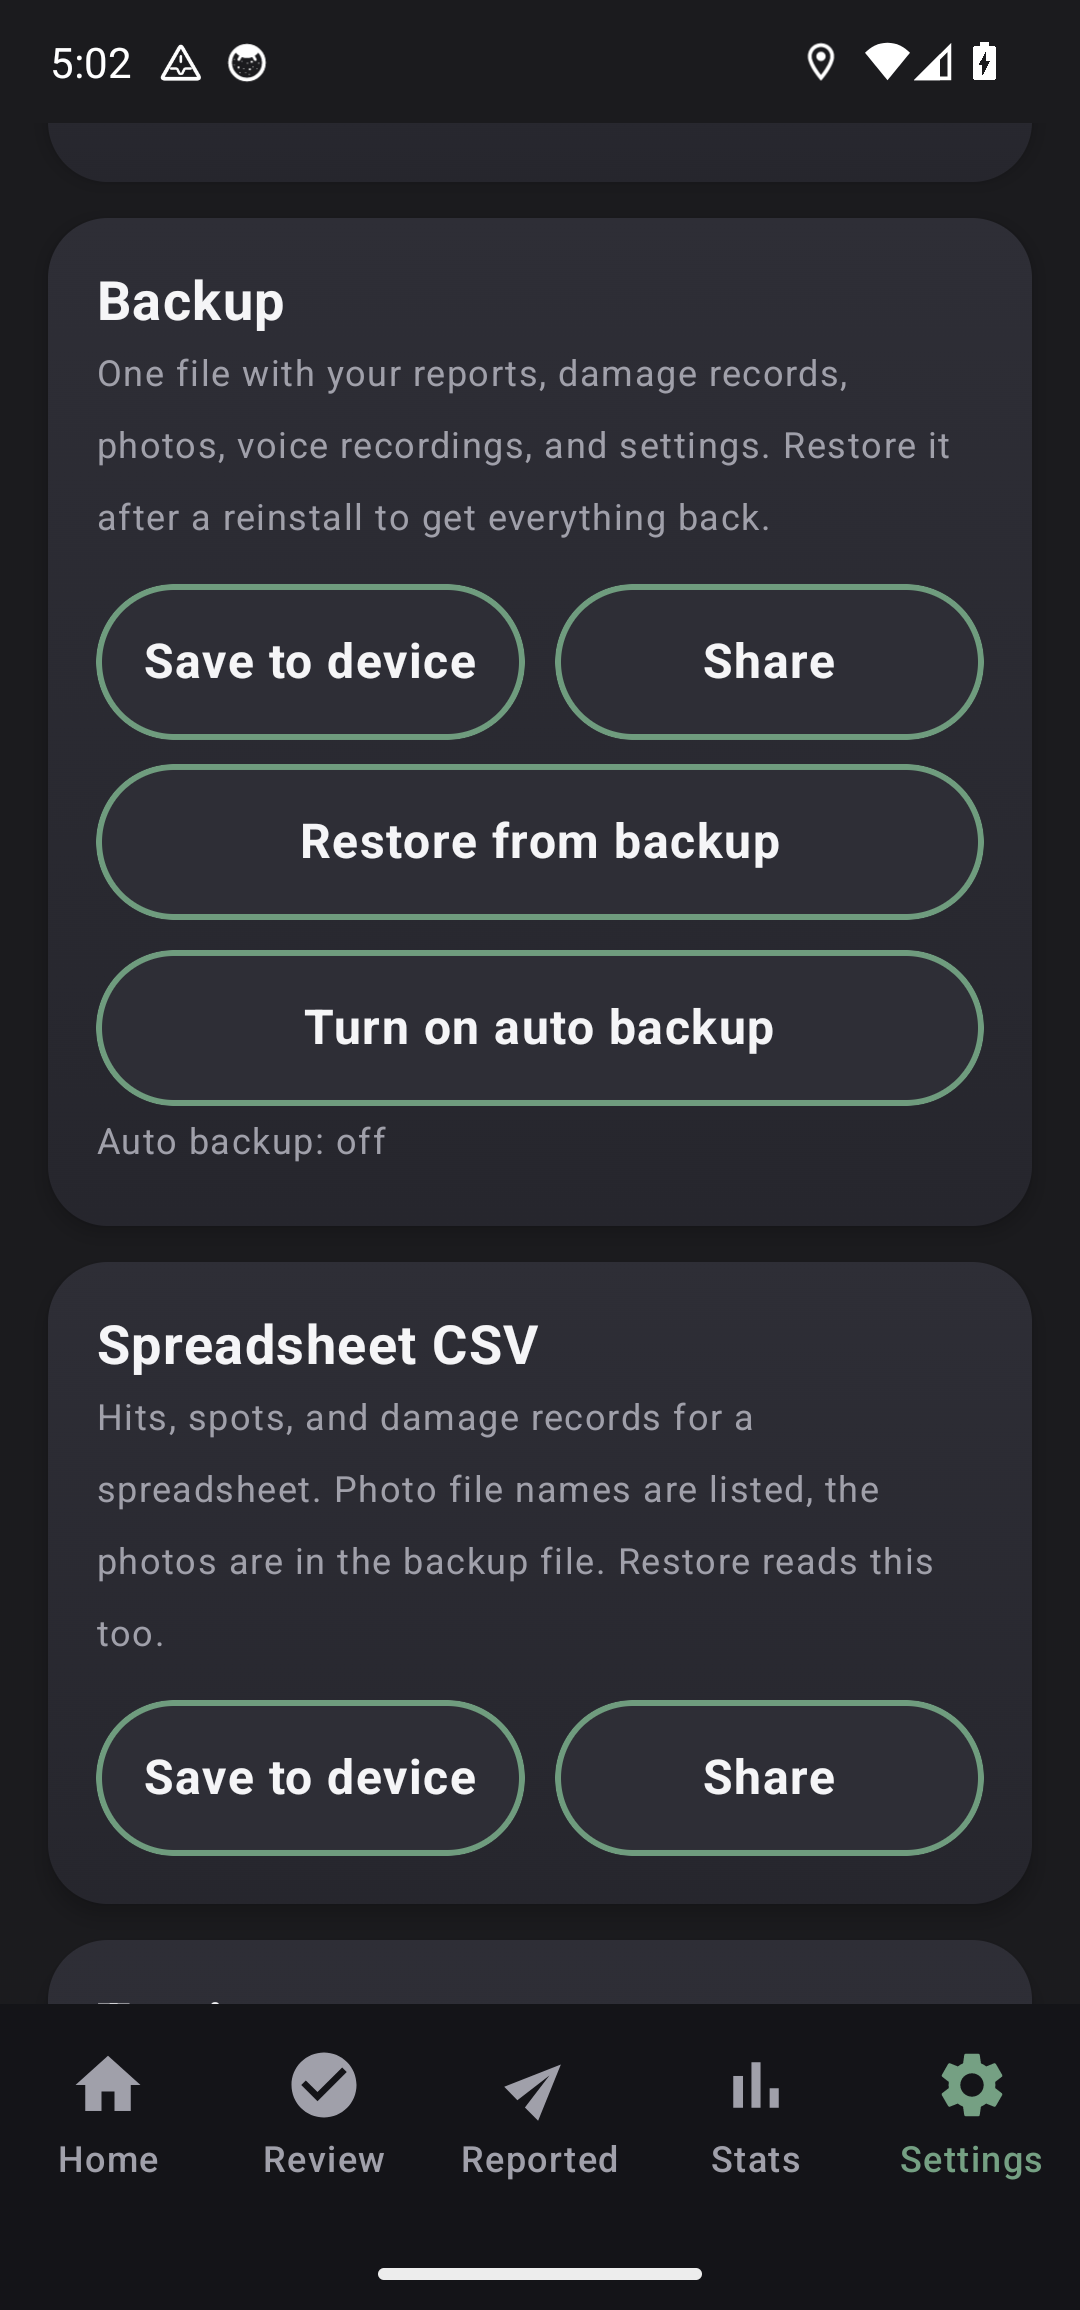 5:02
Backup
One file with your reports, damage records,
photos, voice recordings, and settings. Restore it
after a reinstall to get everything back.
Save to device
Share
Restore from backup
Turn on auto backup
Auto backup: off
Spreadsheet CSV
Hits, spots, and damage records for a
spreadsheet. Photo file names are listed, the
photos are in the backup file. Restore reads this
too.
Save to device
Share
Home
Review
Reported
Stats
Settings